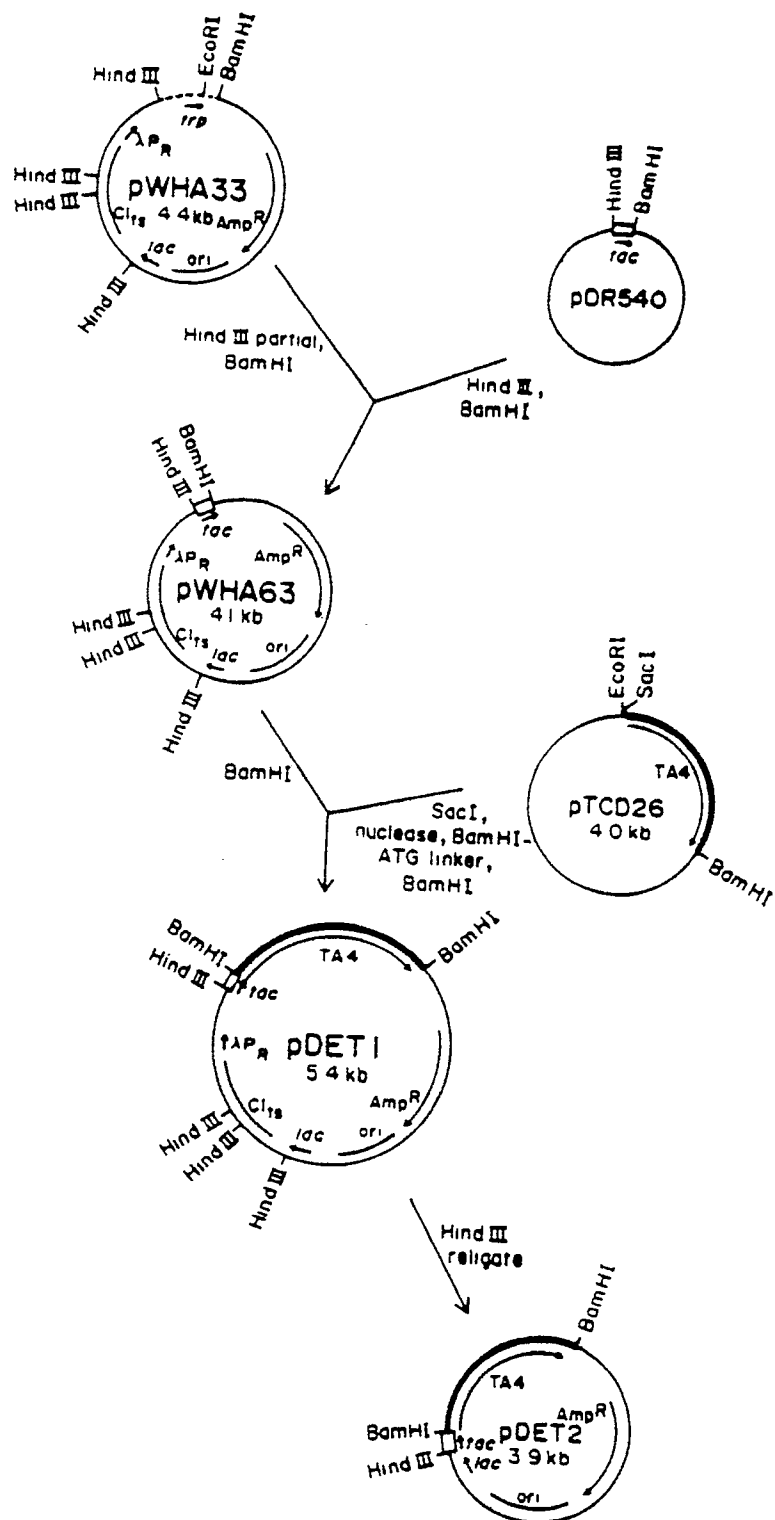 EcoRI
BamHI
Hind III
trp
λPR
Hind III
Hind III
pWHA33
4 4 kb
AmpR
CIts
lac
ori
Hind III
Hind III
BamHI
tac
pDR540
Hind III partial,
BamHI
Hind III,
BamHI
BamHI
Hind III
tac
AmpR
λPR
pWHA63
4 1 kb
Hind III
Hind III
CIts
lac
ori
Hind III
EcoRI
SacI
TA4
pTCD26
4 0 kb
BamHI
BamHI
SacI,
nuclease, BamHI-
ATG linker,
BamHI
BamHI
Hind III
TA4
BamHI
tac
λPR
pDET1
5 4 kb
AmpR
CIts
Hind III
Hind III
lac
ori
Hind III
Hind III
religate
BamHI
TA4
AmpR
BamHI
Hind III
tac
lac
pDET2
3 9 kb
ori